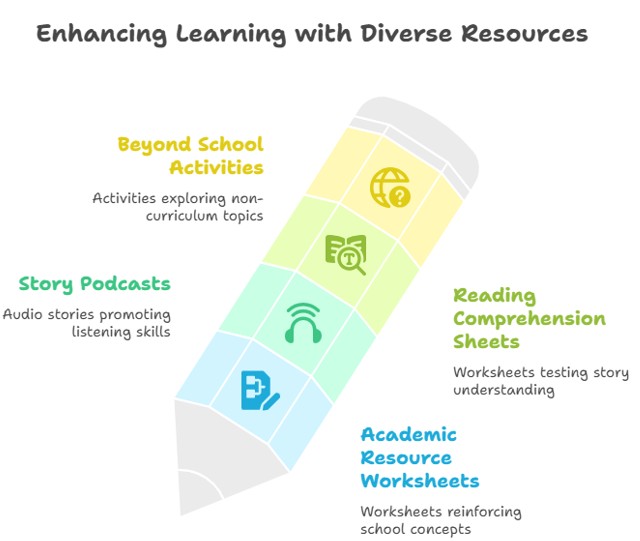 Enhancing Learning with Diverse Resources
Beyond School
Activities
Activities exploring non-
curriculum topics
?
T
Story Podcasts
Audio stories promoting
listening skills
Reading
Comprehension
Sheets
Worksheets testing story
understanding
Academic
Resource
Worksheets
Worksheets reinforcing
school concepts